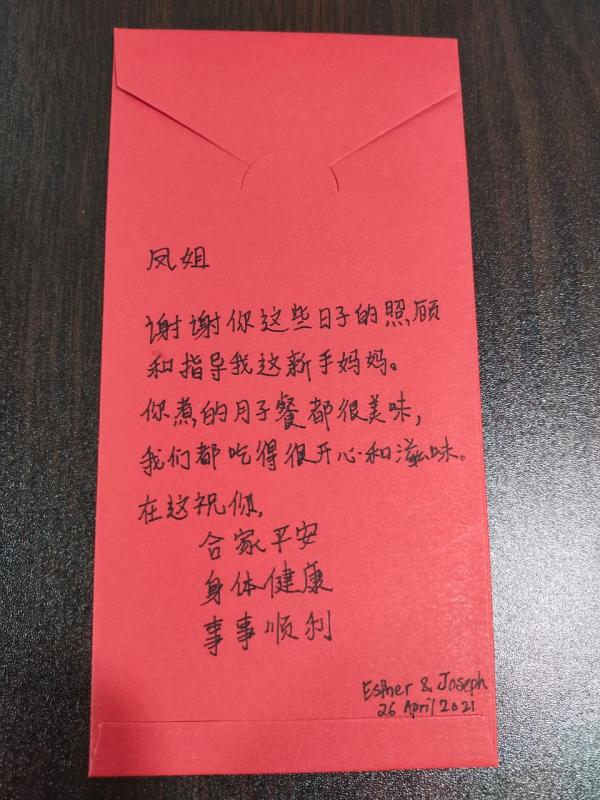 凤姐
谢谢你这些日子的照顾
和指导我这新手妈妈。
你煮的月子餐都很美味,
我们都吃得很开心和滋味。
在这祝你,
合家平安
身体健康
事事顺利
Esther & Joseph
26 April 2021